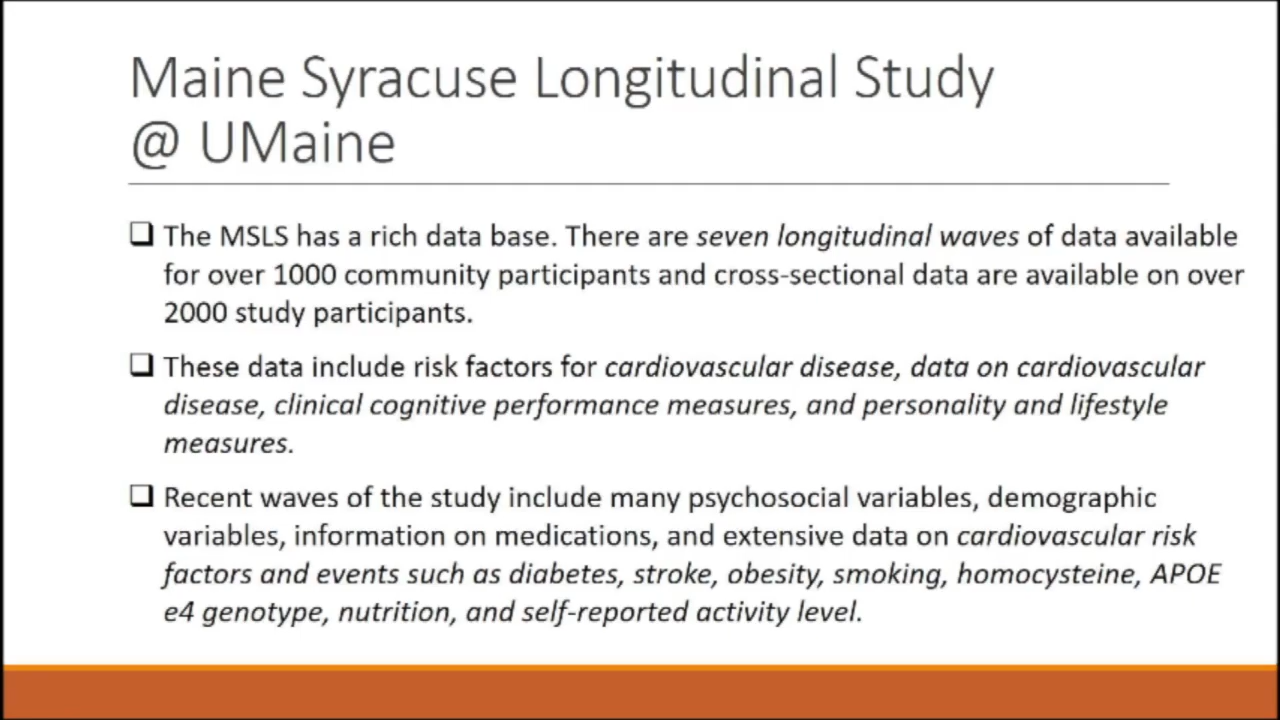 Maine Syracuse Longitudinal Study
@ UMaine
❑ The MSLS has a rich data base. There are seven longitudinal waves of data available
for over 1000 community participants and cross-sectional data are available on over
2000 study participants.
❑ These data include risk factors for cardiovascular disease, data on cardiovascular
disease, clinical cognitive performance measures, and personality and lifestyle
measures.
❑ Recent waves of the study include many psychosocial variables, demographic
variables, information on medications, and extensive data on cardiovascular risk
factors and events such as diabetes, stroke, obesity, smoking, homocysteine, APOE
e4 genotype, nutrition, and self-reported activity level.